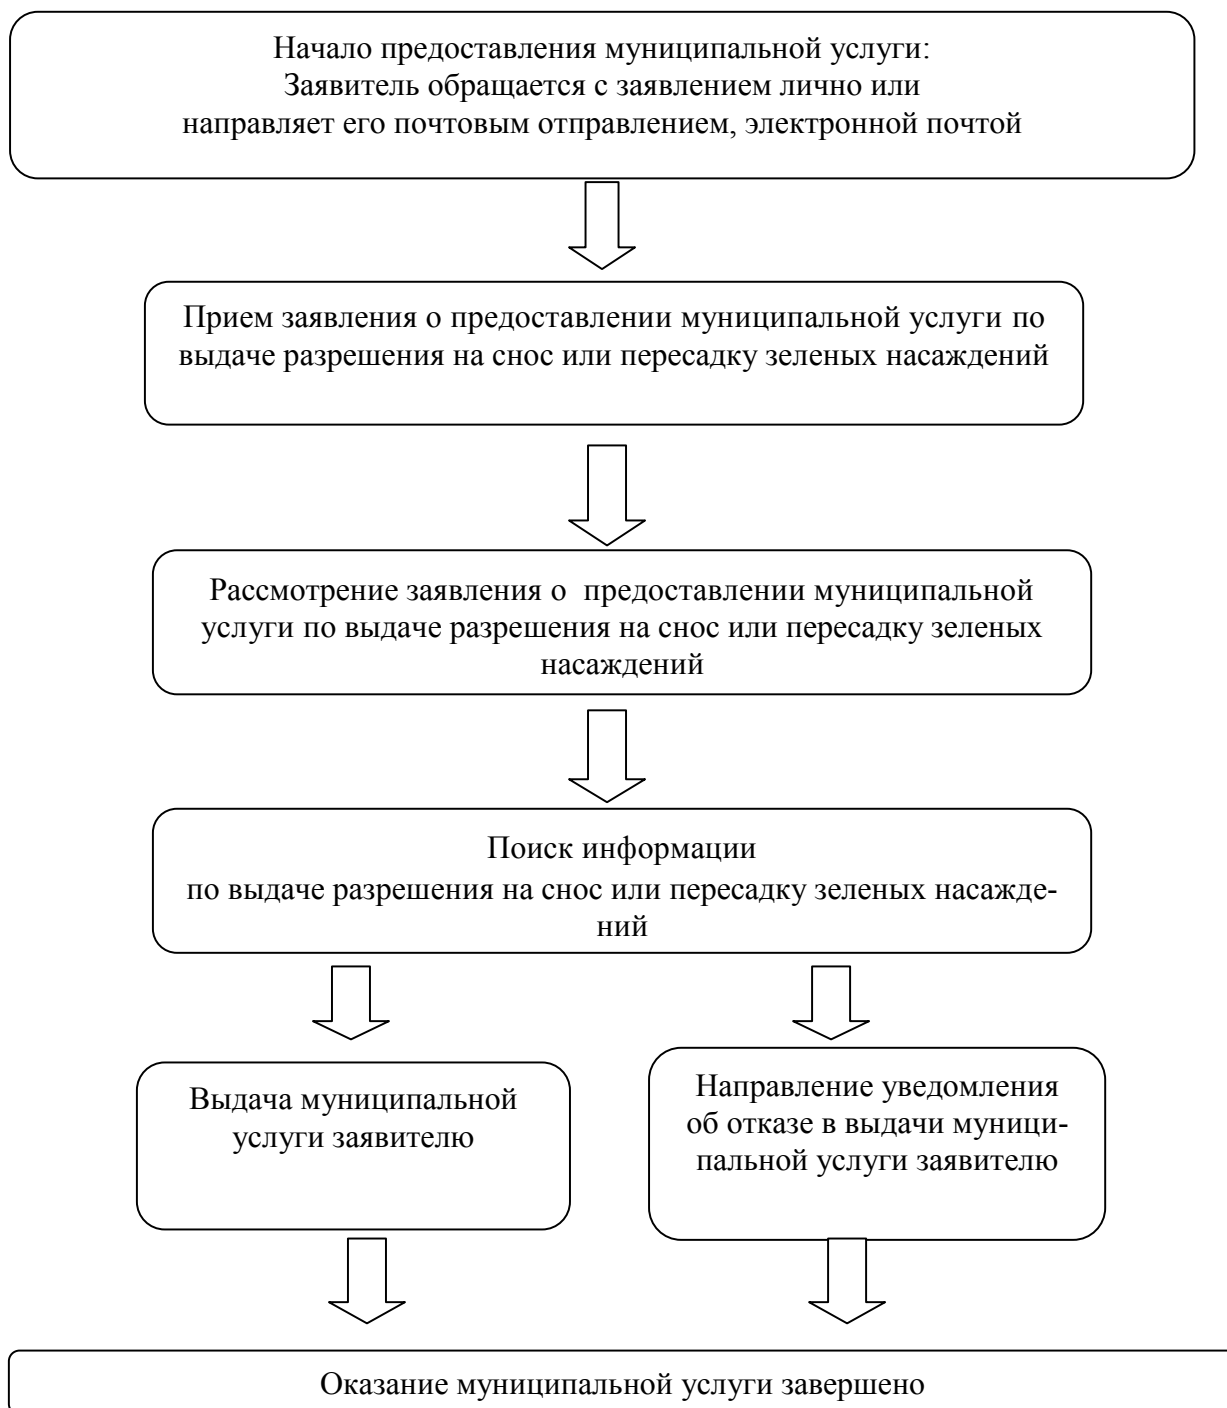 Начало предоставления муниципальной услуги:
Заявитель обращается с заявлением лично или
направляет его почтовым отправлением, электронной почтой
Прием заявления о предоставлении муниципальной услуги по
выдаче разрешения на снос или пересадку зеленых насаждений
Рассмотрение заявления о  предоставлении муниципальной
услуги по выдаче разрешения на снос или пересадку зеленых
насаждений
Поиск информации
по выдаче разрешения на снос или пересадку зеленых насажде-
ний
Выдача муниципальной
услуги заявителю
Направление уведомления
об отказе в выдачи муници-
пальной услуги заявителю
Оказание муниципальной услуги завершено